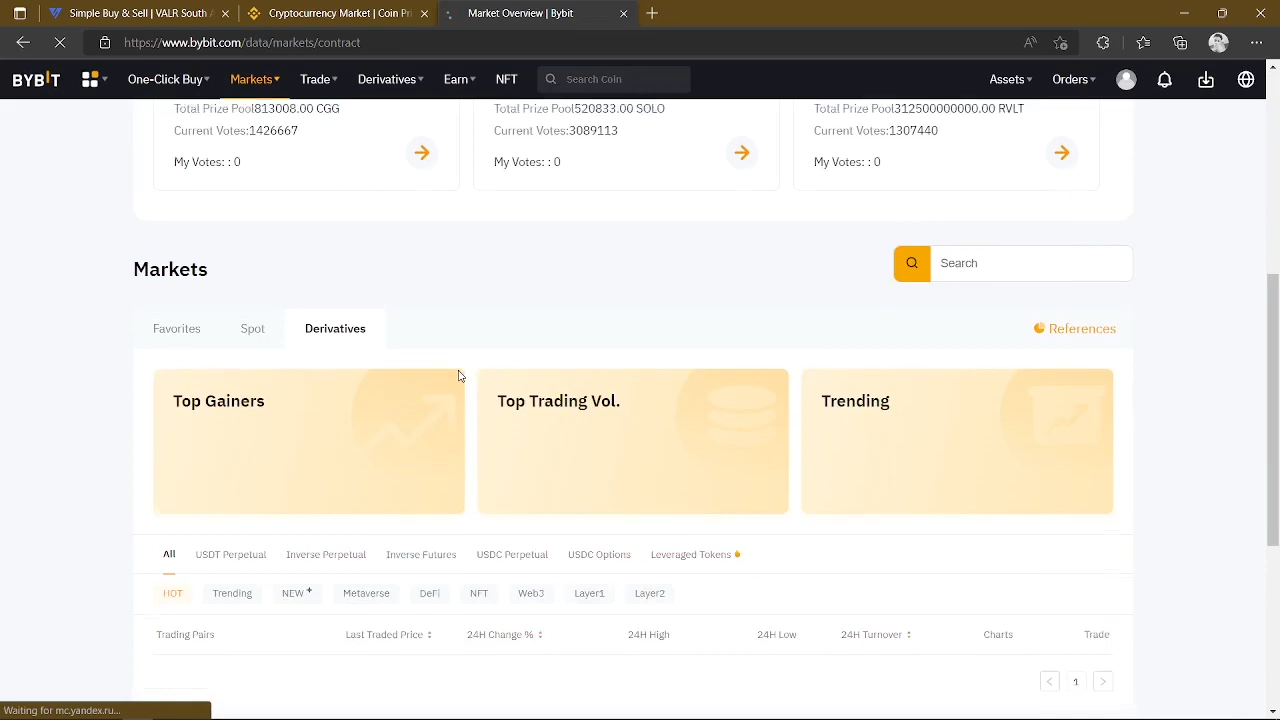 Simple Buy & Sell | VALR South A
Cryptocurrency Market | Coin Pri
Market Overview | Bybit
https://www.bybit.com/data/markets/contract
BYBIT One-Click Buy Markets Trade Derivatives Earn NFT Search Coin Assets Orders
Total Prize Pool813008.00 CGG
Current Votes:1426667
My Votes: : 0
Total Prize Pool520833.00 SOLO
Current Votes:3089113
My Votes: : 0
Total Prize Pool312500000000.00 RVLT
Current Votes:1307440
My Votes: : 0
Markets
Search
Favorites Spot Derivatives References
Top Gainers
Top Trading Vol.
Trending
All USDT Perpetual Inverse Perpetual Inverse Futures USDC Perpetual USDC Options Leveraged Tokens
HOT Trending NEW Metaverse DeFi NFT Web3 Layer1 Layer2
Trading Pairs Last Traded Price 24H Change % 24H High 24H Low 24H Turnover Charts Trade
< 1 >
Waiting for mc.yandex.ru...